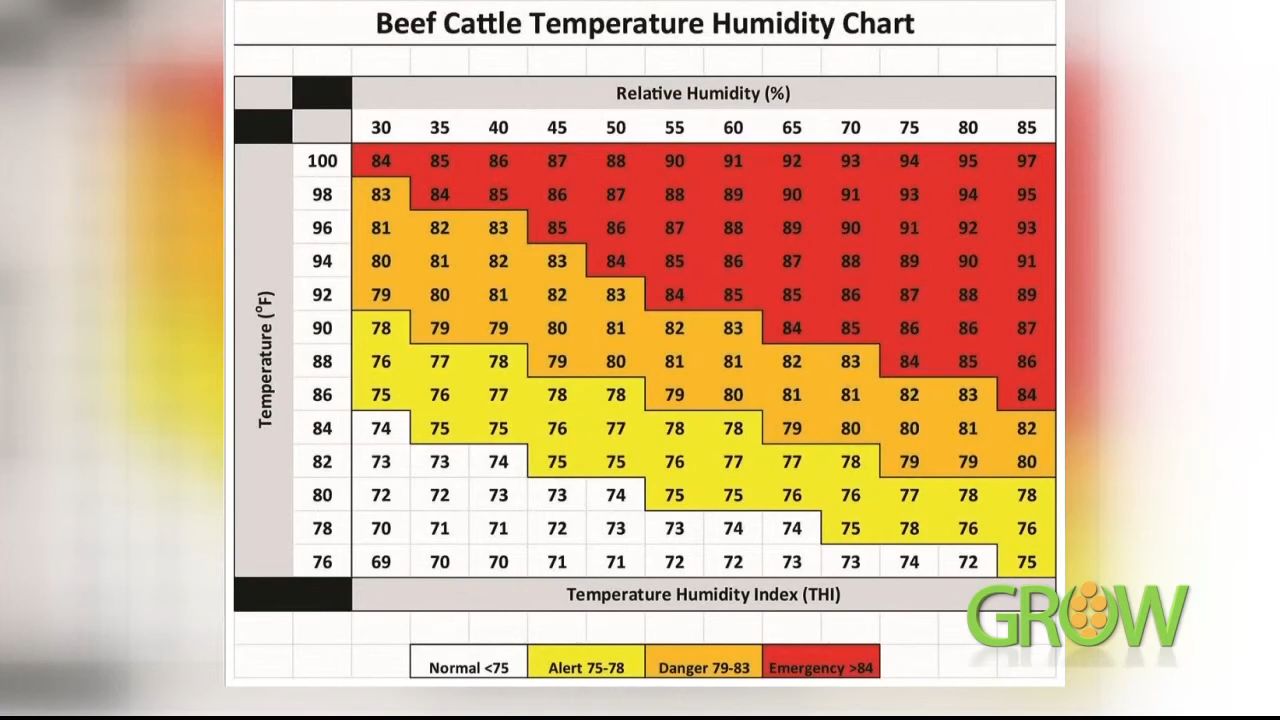 Beef Cattle Temperature Humidity Chart
Relative Humidity (%)
30 35 40 45 50 55 60 65 70 75 80 85
Temperature (°F)
100 84 85 86 87 88 90 91 92 93 94 95 97
98 83 84 85 86 87 88 89 90 91 93 94 95
96 81 82 83 85 86 87 88 89 90 91 92 93
94 80 81 82 83 84 85 86 87 88 89 90 91
92 79 80 81 82 83 84 85 85 86 87 88 89
90 78 79 79 80 81 82 83 84 85 86 86 87
88 76 77 78 79 80 81 81 82 83 84 85 86
86 75 76 77 78 78 79 80 81 81 82 83 84
84 74 75 75 76 77 78 78 79 80 80 81 82
82 73 73 74 75 75 76 77 77 78 79 79 80
80 72 72 73 73 74 75 75 76 76 77 78 78
78 70 71 71 72 73 73 74 74 75 78 76 76
76 69 70 70 71 71 72 72 73 73 74 72 75
Temperature Humidity Index (THI)
GROW
Normal <75 Alert 75-78 Danger 79-83 Emergency >84